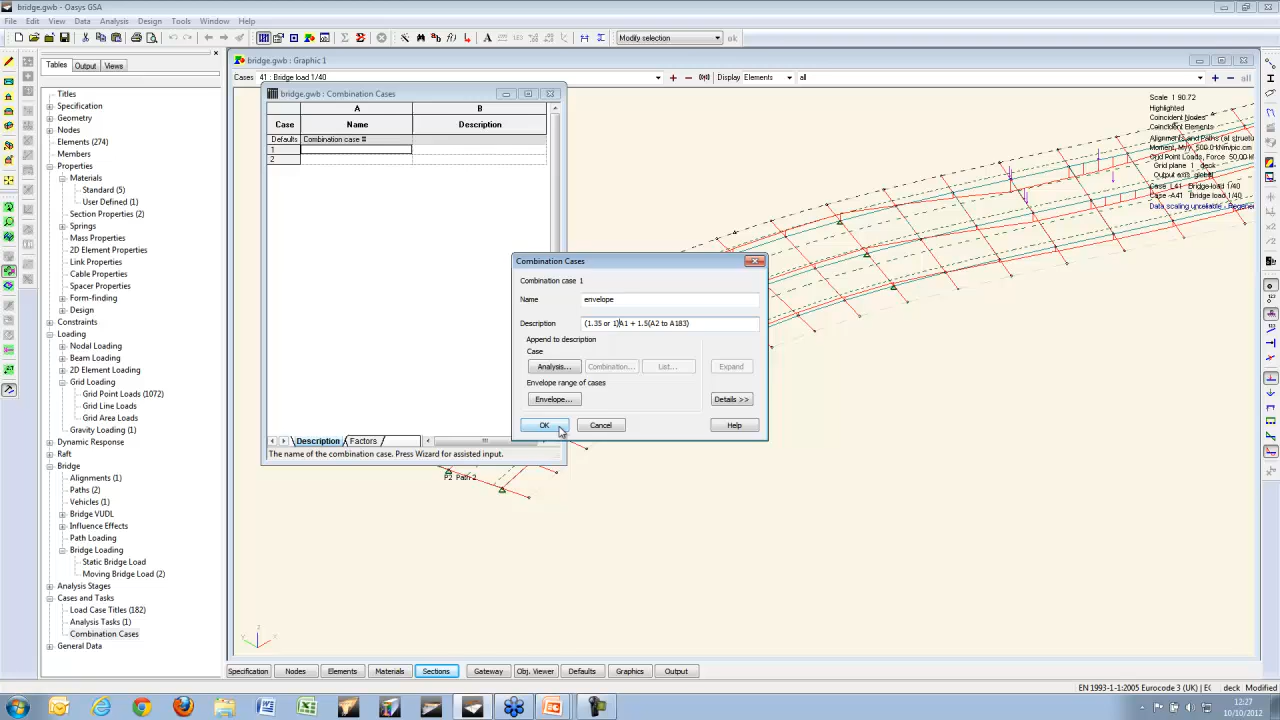 bridge.gwb - Oasys GSA
File Edit View Data Analysis Design Tools Window Help
Modify selection ok
Tables Output Views
bridge.gwb : Graphic 1
Cases 41 : Bridge load 1/40 Display Elements all
Titles
Specification
Geometry
Nodes
Elements (274)
Members
Properties
Materials
Standard (5)
User Defined (1)
Section Properties (2)
Springs
Mass Properties
2D Element Properties
Link Properties
Cable Properties
Spacer Properties
Form-finding
Design
Constraints
Loading
Nodal Loading
Beam Loading
2D Element Loading
Grid Loading
Grid Point Loads (1072)
Grid Line Loads
Grid Area Loads
Gravity Loading (1)
Dynamic Response
Raft
Bridge
Alignments (1)
Paths (2)
Vehicles (1)
Bridge VUDL
Influence Effects
Path Loading
Bridge Loading
Static Bridge Load
Moving Bridge Load (2)
Analysis Stages
Cases and Tasks
Load Case Titles (182)
Analysis Tasks (1)
Combination Cases
General Data
bridge.gwb : Combination Cases
A B
Case Name Description
Defaults Combination case #
1
2
Description Factors
The name of the combination case. Press Wizard for assisted input.
Combination Cases
Combination case 1
Name envelope
Description (1.35 or 1)A1 + 1.5(A2 to A183)
Append to description
Case
Analysis... Combination... List... Expand
Envelope range of cases
Envelope... Details >>
OK Cancel Help
Scale 1:90.72
Highlighted
Coincident Nodes
Coincident Elements
Grid plane 1 deck
Output axis: global
Case: L41 : Bridge load 1/40
Bridge load 1/40
P2 Path 2
Specification Nodes Elements Materials Sections Gateway Obj. Viewer Defaults Graphics Output
EN 1993-1-1:2005 Eurocode 3 (UK) deck Modified
12:27
10/10/2012